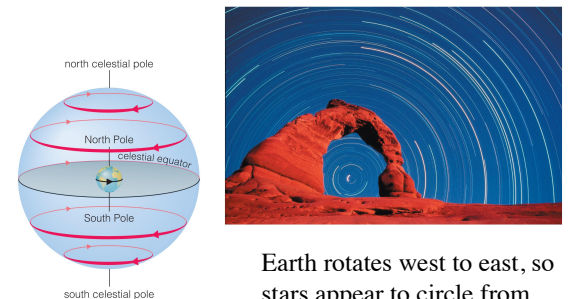 north celestial pole
North Pole
celestial equator
South Pole
south celestial pole
Earth rotates west to east, so
stars appear to circle from